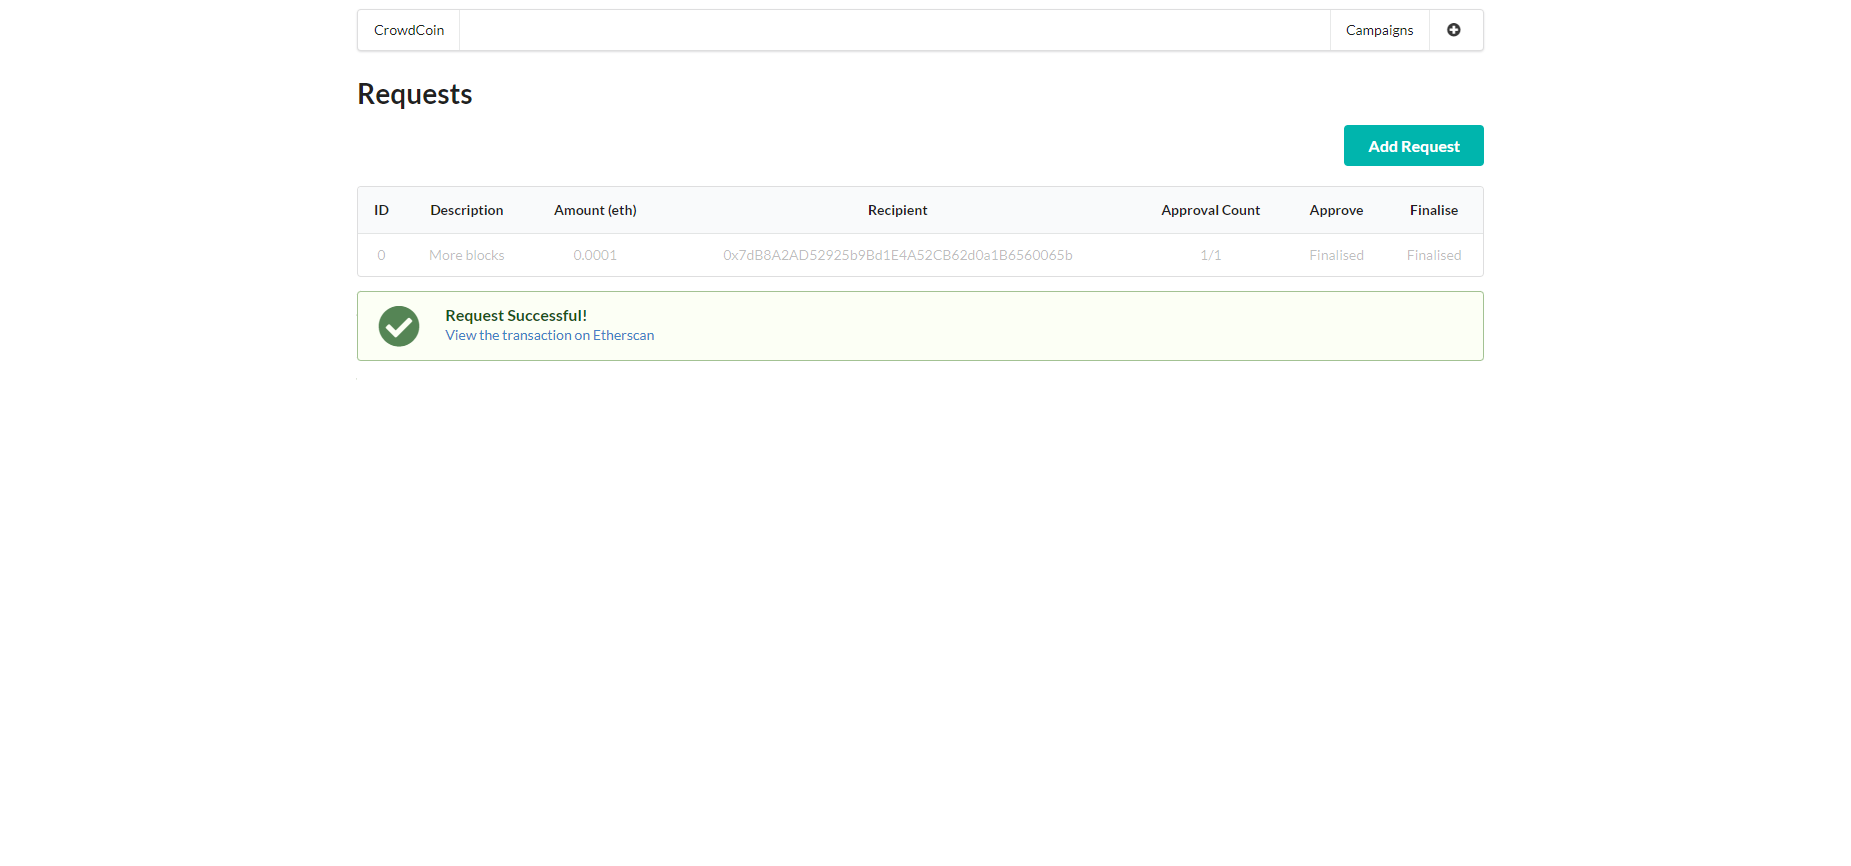 CrowdCoin Campaigns
Requests
Add Request
ID Description Amount (eth) Recipient Approval Count Approve Finalise
0 More blocks 0.0001 0x7dB8A2AD52925b9Bd1E4A52CB62d0a1B6560065b 1/1 Finalised Finalised
Request Successful!
View the transaction on Etherscan